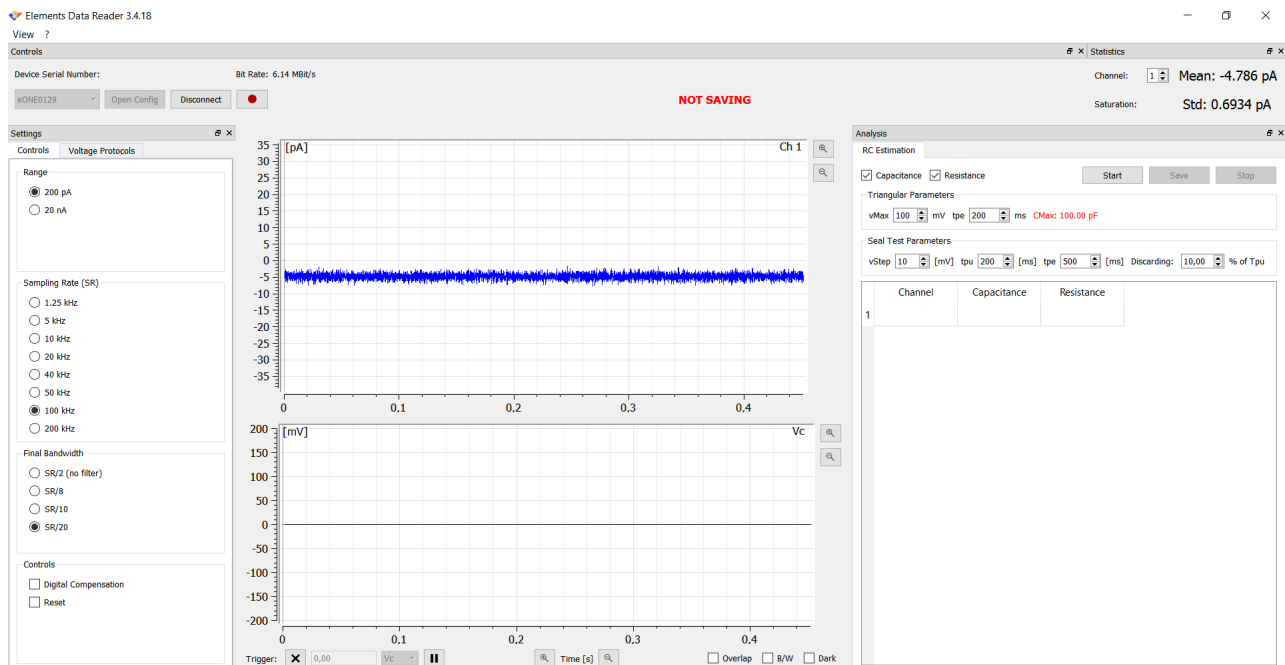 Elements Data Reader 3.4.18
View ?
Controls
Statistics
Device Serial Number:
Bit Rate: 6.14 MBit/s
eONE0129
Open Config
Disconnect
NOT SAVING
Channel: 1 Mean: -4.786 pA
Saturation: Std: 0.6934 pA
Settings
Controls Voltage Protocols
Range
200 pA
20 nA
Sampling Rate (SR)
1.25 kHz
5 kHz
10 kHz
20 kHz
40 kHz
50 kHz
100 kHz
200 kHz
Final Bandwidth
SR/2 (no filter)
SR/8
SR/10
SR/20
Controls
Digital Compensation
Reset
[pA] Ch 1
35
30
25
20
15
10
5
0
-5
-10
-15
-20
-25
-30
-35
0 0.1 0.2 0.3 0.4
[mV] Vc
200
150
100
50
0
-50
-100
-150
-200
0 0.1 0.2 0.3 0.4
Trigger: 0,00 Vc Time [s] Overlap B/W Dark
Analysis
RC Estimation
Capacitance Resistance Start Save Stop
Triangular Parameters
vMax 100 mV tpe 200 ms CMax: 100.00 pF
Seal Test Parameters
vStep 10 [mV] tpu 200 [ms] tpe 500 [ms] Discarding: 10,00 % of Tpu
Channel Capacitance Resistance
1